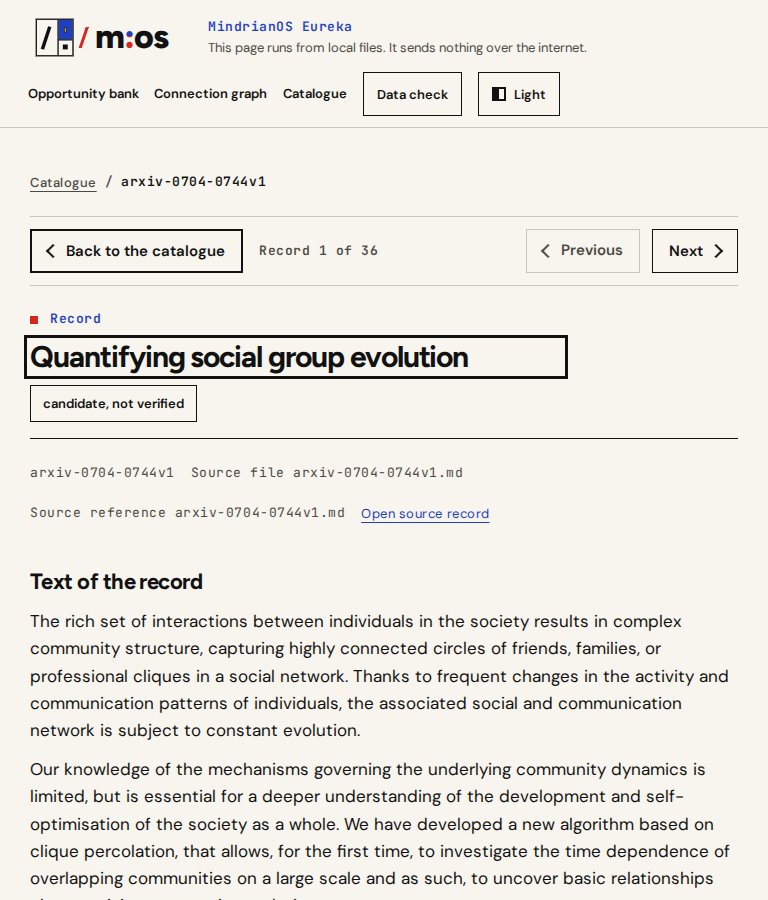 / m:os
MindrianOS Eureka
This page runs from local files. It sends nothing over the internet.
Opportunity bank Connection graph Catalogue Data check Light
Catalogue / arxiv-0704-0744v1
Back to the catalogue Record 1 of 36 Previous Next
Record
Quantifying social group evolution
candidate, not verified
arxiv-0704-0744v1 Source file arxiv-0704-0744v1.md
Source reference arxiv-0704-0744v1.md Open source record
Text of the record
The rich set of interactions between individuals in the society results in complex
community structure, capturing highly connected circles of friends, families, or
professional cliques in a social network. Thanks to frequent changes in the activity and
communication patterns of individuals, the associated social and communication
network is subject to constant evolution.
Our knowledge of the mechanisms governing the underlying community dynamics is
limited, but is essential for a deeper understanding of the development and self-
optimisation of the society as a whole. We have developed a new algorithm based on
clique percolation, that allows, for the first time, to investigate the time dependence of
overlapping communities on a large scale and as such, to uncover basic relationships